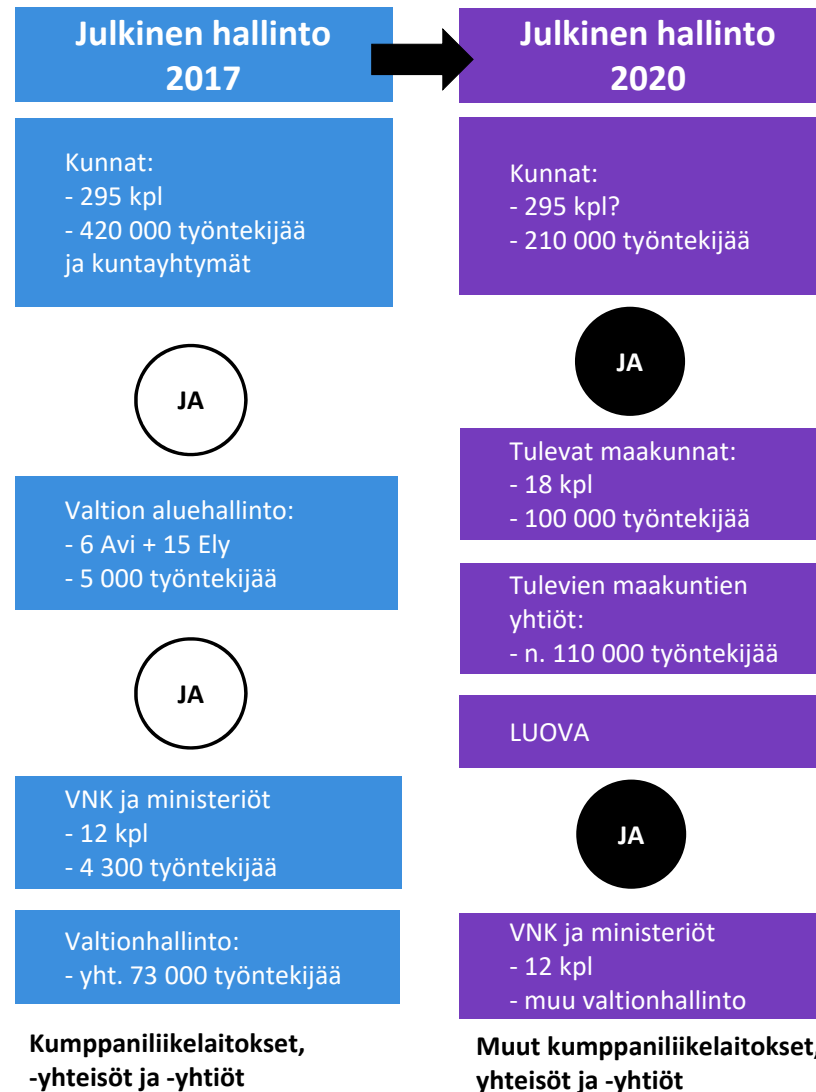 Julkinen hallinto
2017
Kunnat:
- 295 kpl
- 420 000 työntekijää
ja kuntayhtymät
JA
Valtion aluehallinto:
- 6 Avi + 15 Ely
- 5 000 työntekijää
JA
VNK ja ministeriöt
- 12 kpl
- 4 300 työntekijää
Valtionhallinto:
- yht. 73 000 työntekijää
Kumppaniliikelaitokset,
-yhteisöt ja -yhtiöt
Julkinen hallinto
2020
Kunnat:
- 295 kpl?
- 210 000 työntekijää
JA
Tulevat maakunnat:
- 18 kpl
- 100 000 työntekijää
Tulevien maakuntien
yhtiöt:
- n. 110 000 työntekijää
LUOVA
JA
VNK ja ministeriöt
- 12 kpl
- muu valtionhallinto
Muut kumppaniliikelaitokset,
yhteisöt ja -yhtiöt